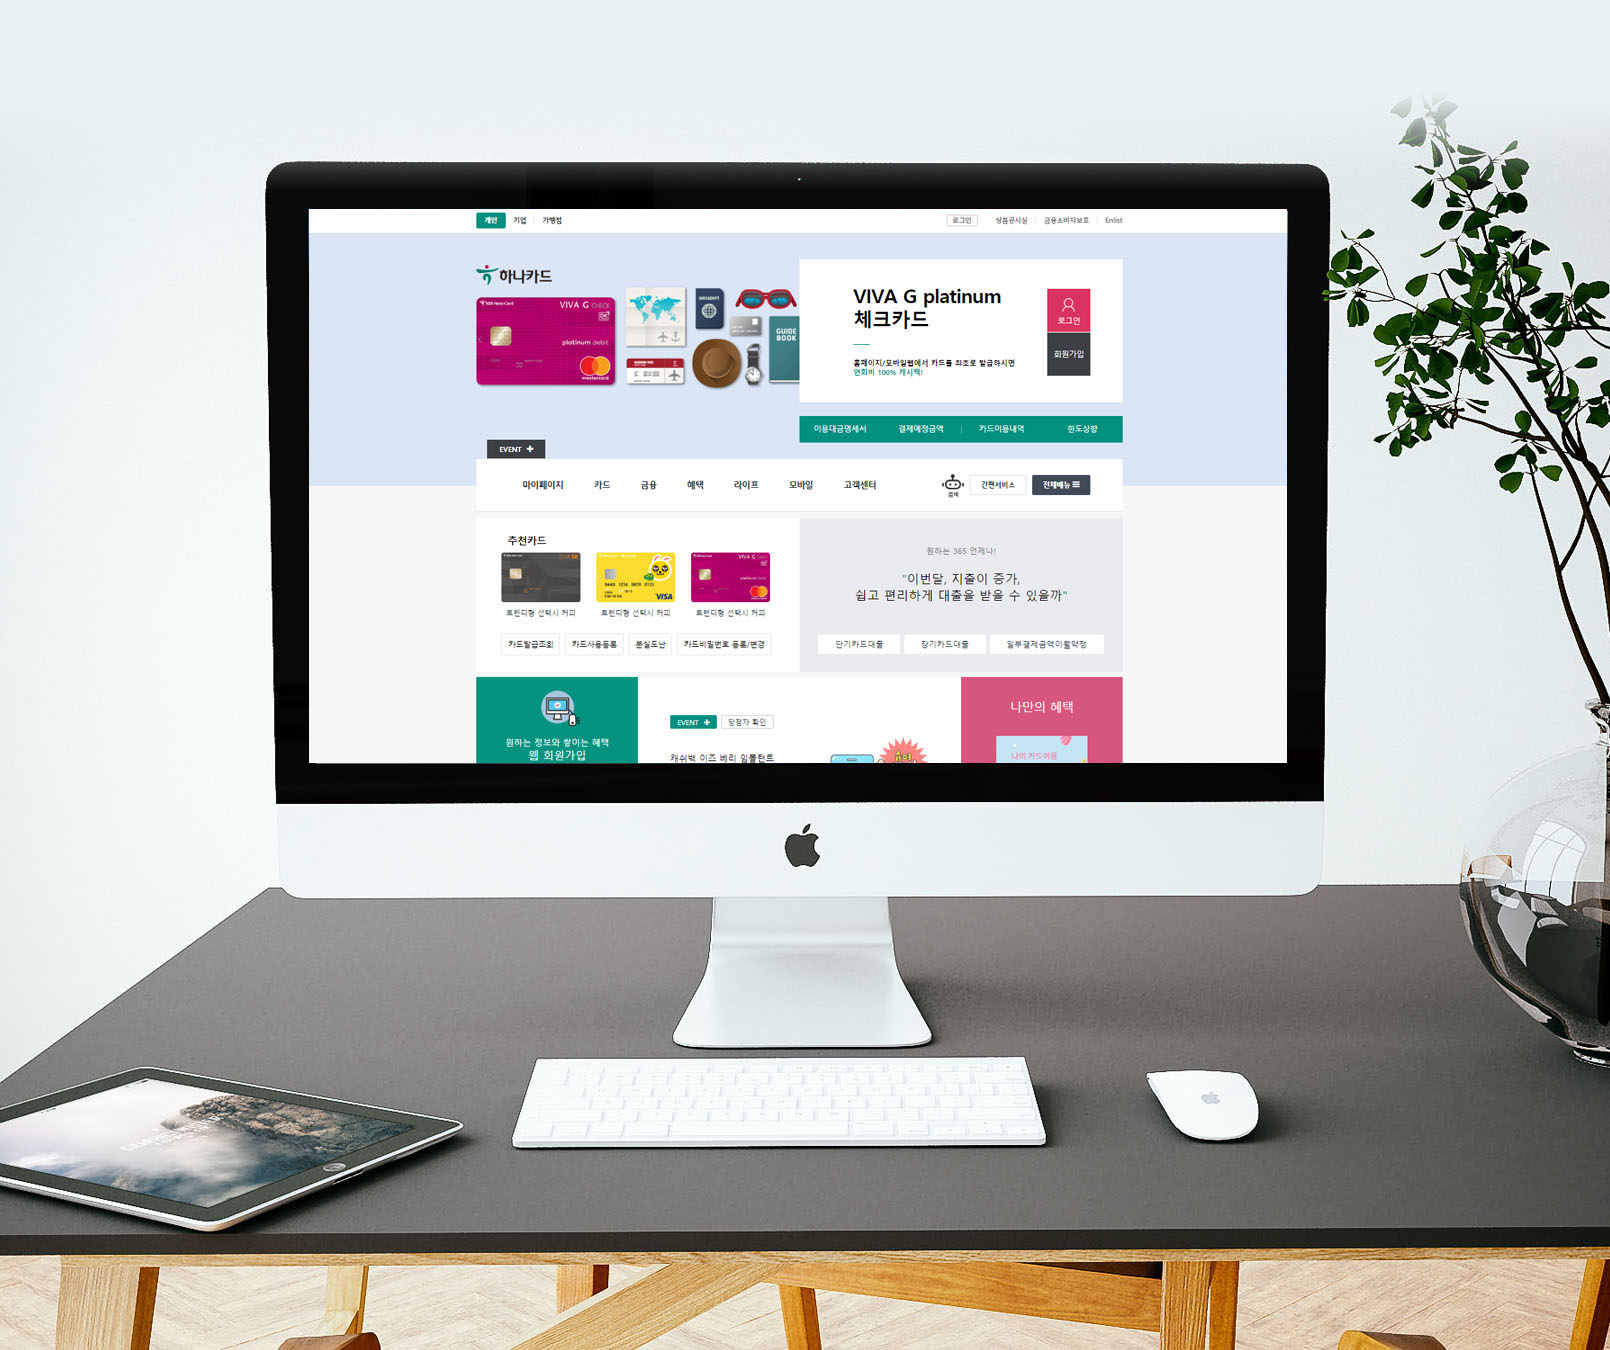 개인 기업 가맹점
로그인 상품공시실 금융소비자보호 Enlist
하나카드
KEB Hana Card VIVA G CHECK
platinum debit
mastercard
passport
GUIDE
BOOK
VIVA G platinum
체크카드
홈페이지/모바일웹에서 카드를 최초로 발급하시면
연회비 100% 캐시백!
로그인
회원가입
이용대금명세서 결제예정금액 카드이용내역 한도상향
EVENT
마이페이지 카드 금융 혜택 라이프 모바일 고객센터
검색
간편서비스
전체메뉴
추천카드
VISA
VIVA G
트렌디형 선택시 커피 트렌디형 선택시 커피 트렌디형 선택시 커피
카드발급조회 카드사용등록 분실도난 카드비밀번호 등록/변경
원하는 365 언제나!
"이번달, 지출이 증가,
쉽고 편리하게 대출을 받을 수 있을까"
단기카드대출 장기카드대출 일부결제금액이월약정
원하는 정보와 쌓이는 혜택
웹 회원가입
EVENT 당첨자 확인
캐쉬백 이즈 베리 임폴턴트
나만의 혜택
나의 카드이용